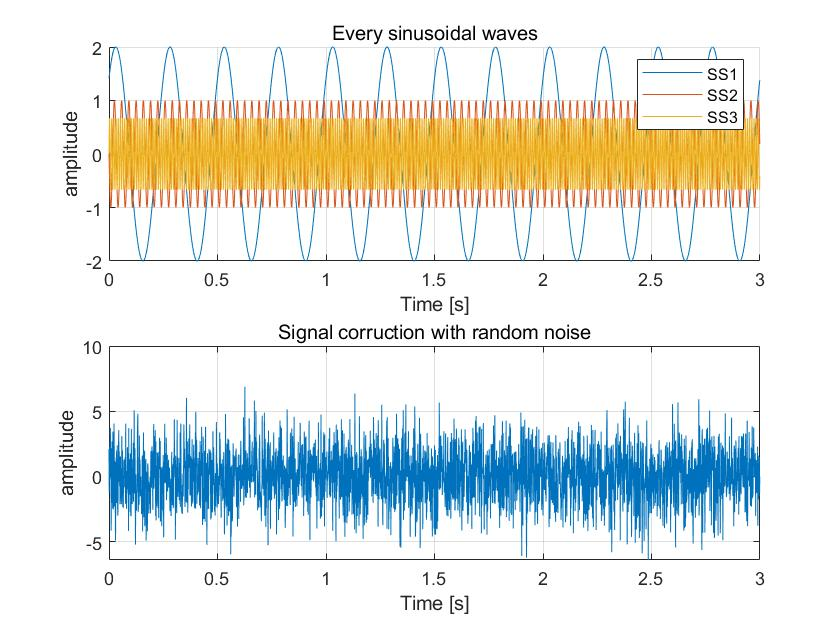 Every sinusoidal waves
2
1
0
-1
-2
amplitude
SS1
SS2
SS3
0 0.5 1 1.5 2 2.5 3
Time [s]
Signal corruction with random noise
10
5
0
-5
amplitude
0 0.5 1 1.5 2 2.5 3
Time [s]